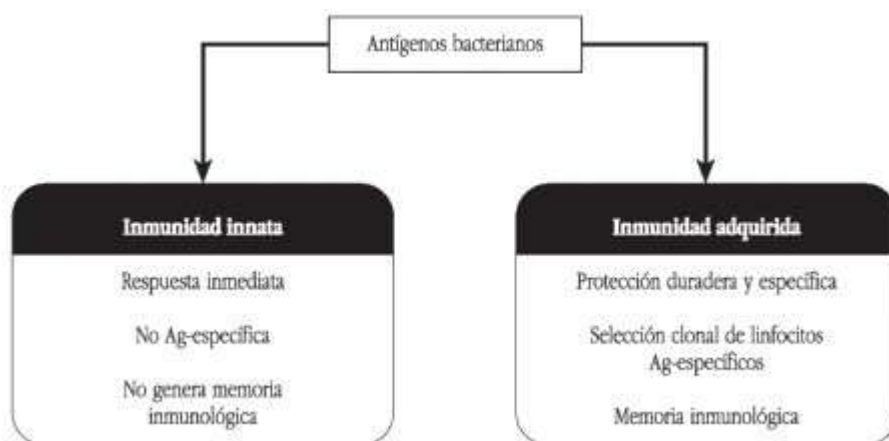 Antígenos bacterianos
Inmunidad innata
Respuesta inmediata
No Ag-específica
No genera memoria
inmunológica
Inmunidad adquirida
Protección duradera y específica
Selección clonal de linfocitos
Ag-específicos
Memoria inmunológica